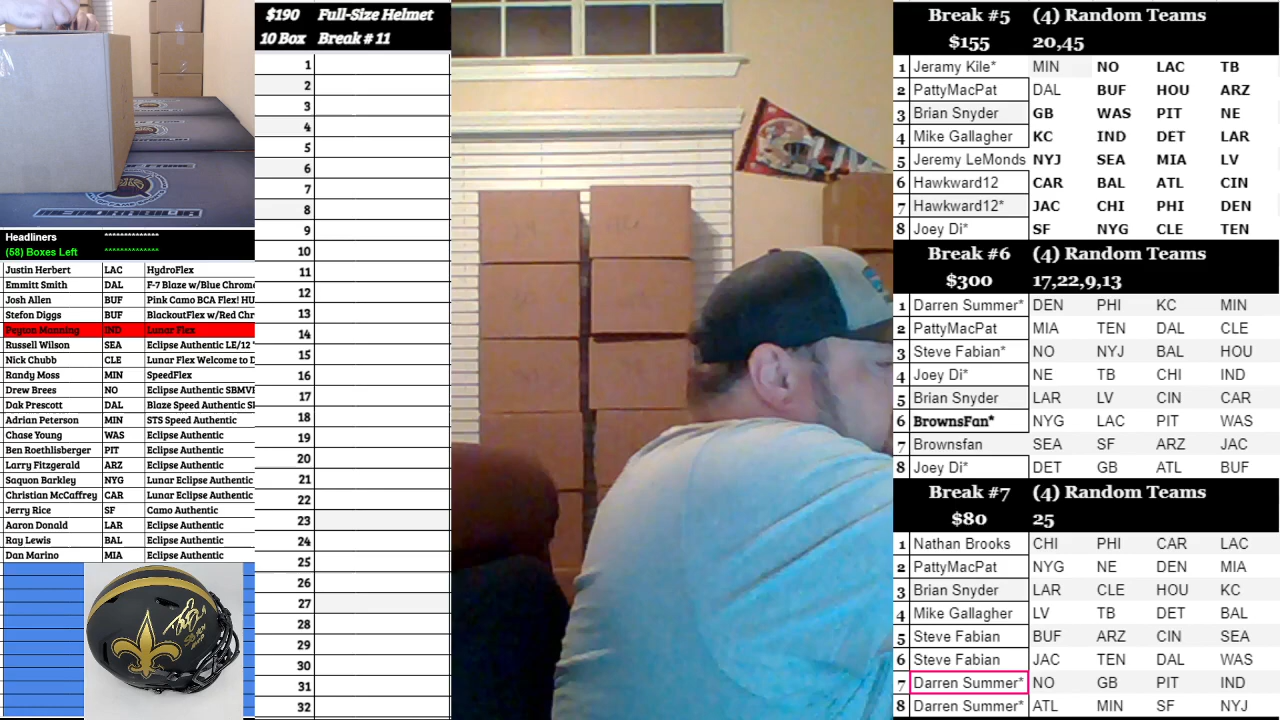 $190 Full-Size Helmet
10 Box Break # 11
1
2
3
4
5
6
7
8
9
10
11
12
13
14
15
16
17
18
19
20
21
22
23
24
25
26
27
28
29
30
31
32
MEMORABILIA
Headliners **************
(58) Boxes Left **************
Justin Herbert LAC HydroFlex
Emmitt Smith DAL F-7 Blaze w/Blue Chrome
Josh Allen BUF Pink Camo BCA Flex! HU
Stefon Diggs BUF BlackoutFlex w/Red Chr
Peyton Manning IND Lunar Flex
Russell Wilson SEA Eclipse Authentic LE/12
Nick Chubb CLE Lunar Flex Welcome to D
Randy Moss MIN SpeedFlex
Drew Brees NO Eclipse Authentic SBMVP
Dak Prescott DAL Blaze Speed Authentic
Adrian Peterson MIN STS Speed Authentic
Chase Young WAS Eclipse Authentic
Ben Roethlisberger PIT Eclipse Authentic
Larry Fitzgerald ARZ Eclipse Authentic
Saquon Barkley NYG Lunar Eclipse Authentic
Christian McCaffrey CAR Lunar Eclipse Authentic
Jerry Rice SF Camo Authentic
Aaron Donald LAR Eclipse Authentic
Ray Lewis BAL Eclipse Authentic
Dan Marino MIA Eclipse Authentic
Break #5 (4) Random Teams
$155 20,45
1 Jeramy Kile* MIN NO LAC TB
2 PattyMacPat DAL BUF HOU ARZ
3 Brian Snyder GB WAS PIT NE
4 Mike Gallagher KC IND DET LAR
5 Jeremy LeMonds NYJ SEA MIA LV
6 Hawkward12 CAR BAL ATL CIN
7 Hawkward12* JAC CHI PHI DEN
8 Joey Di* SF NYG CLE TEN
Break #6 (4) Random Teams
$300 17,22,9,13
1 Darren Summer* DEN PHI KC MIN
2 PattyMacPat MIA TEN DAL CLE
3 Steve Fabian* NO NYJ BAL HOU
4 Joey Di* NE TB CHI IND
5 Brian Snyder LAR LV CIN CAR
6 BrownsFan* NYG LAC PIT WAS
7 Brownsfan SEA SF ARZ JAC
8 Joey Di* DET GB ATL BUF
Break #7 (4) Random Teams
$80 25
1 Nathan Brooks CHI PHI CAR LAC
2 PattyMacPat NYG NE DEN MIA
3 Brian Snyder LAR CLE HOU KC
4 Mike Gallagher LV TB DET BAL
5 Steve Fabian BUF ARZ CIN SEA
6 Steve Fabian JAC TEN DAL WAS
7 Darren Summer* NO GB PIT IND
8 Darren Summer* ATL MIN SF NYJ